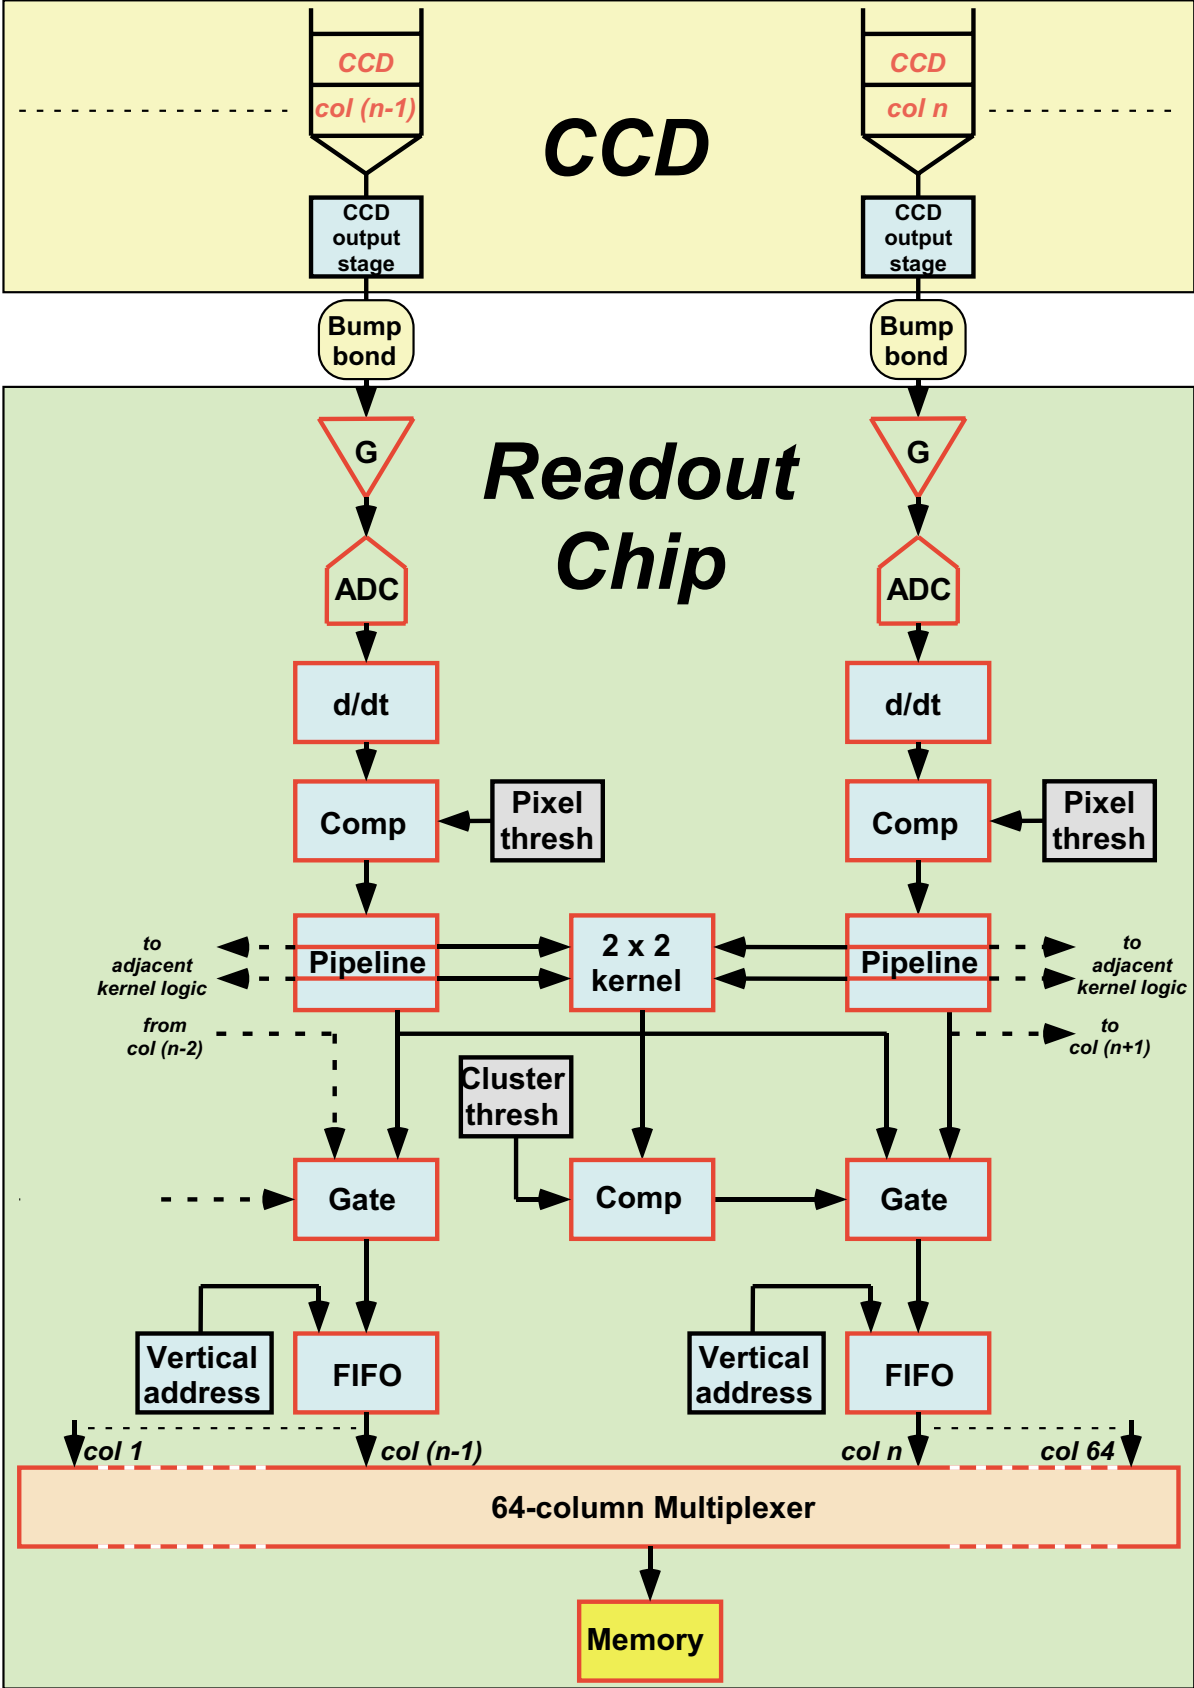 CCD
CCD
col (n-1)
col n
CCD
CCD
output
stage
CCD
output
stage
Bump
bond
Bump
bond
G
G
Readout
Chip
ADC
ADC
d/dt
d/dt
Comp
Pixel
thresh
Comp
Pixel
thresh
to
adjacent
kernel logic
Pipeline
2 x 2
kernel
Pipeline
to
adjacent
kernel logic
from
col (n-2)
to
col (n+1)
Cluster
thresh
Gate
Comp
Gate
Vertical
address
FIFO
Vertical
address
FIFO
col 1
col (n-1)
col n
col 64
64-column Multiplexer
Memory